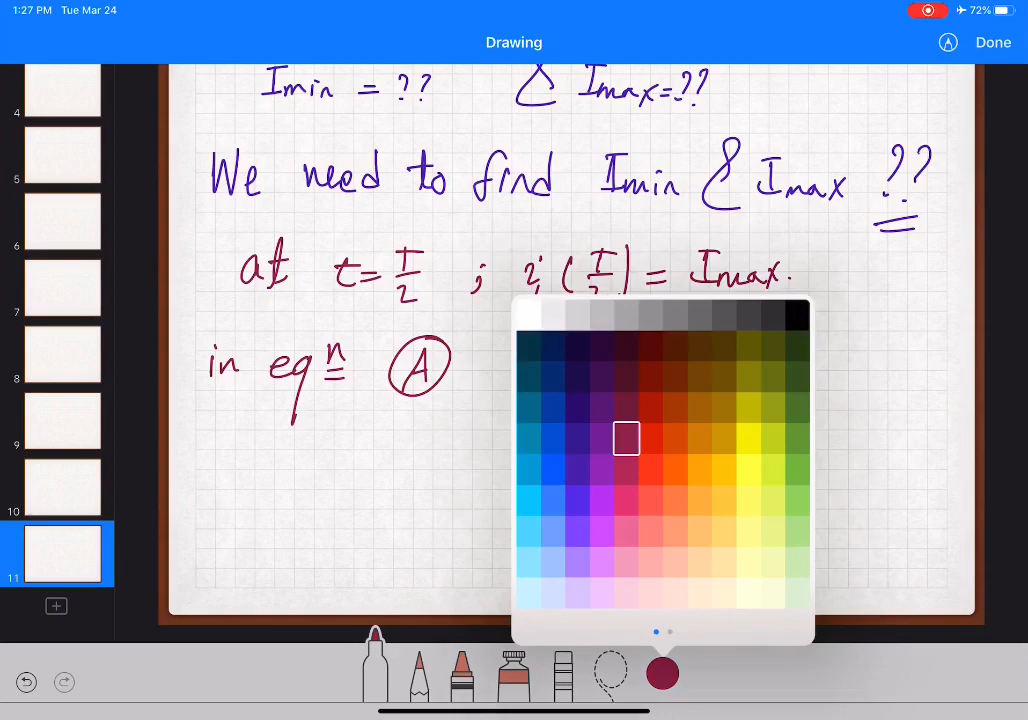 1:27 PM Tue Mar 24 72%
Drawing Done
Imin = ?? & Imax = ??
We need to find Imin & Imax ??
at t = T/2 ; = Imax.
in eqn A
4
5
6
7
8
9
10
11